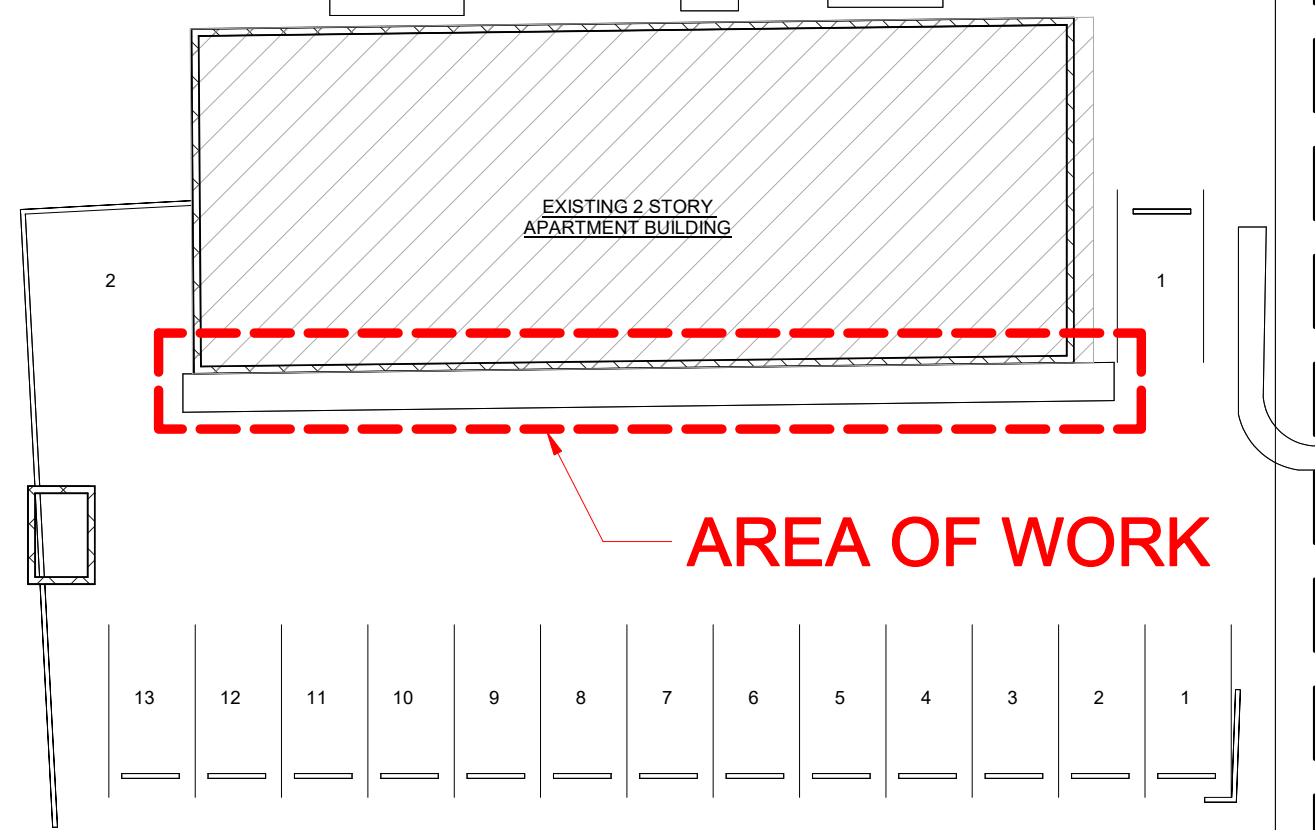 EXISTING 2 STORY
APARTMENT BUILDING
2
1
AREA OF WORK
13 12 11 10 9 8 7 6 5 4 3 2 1